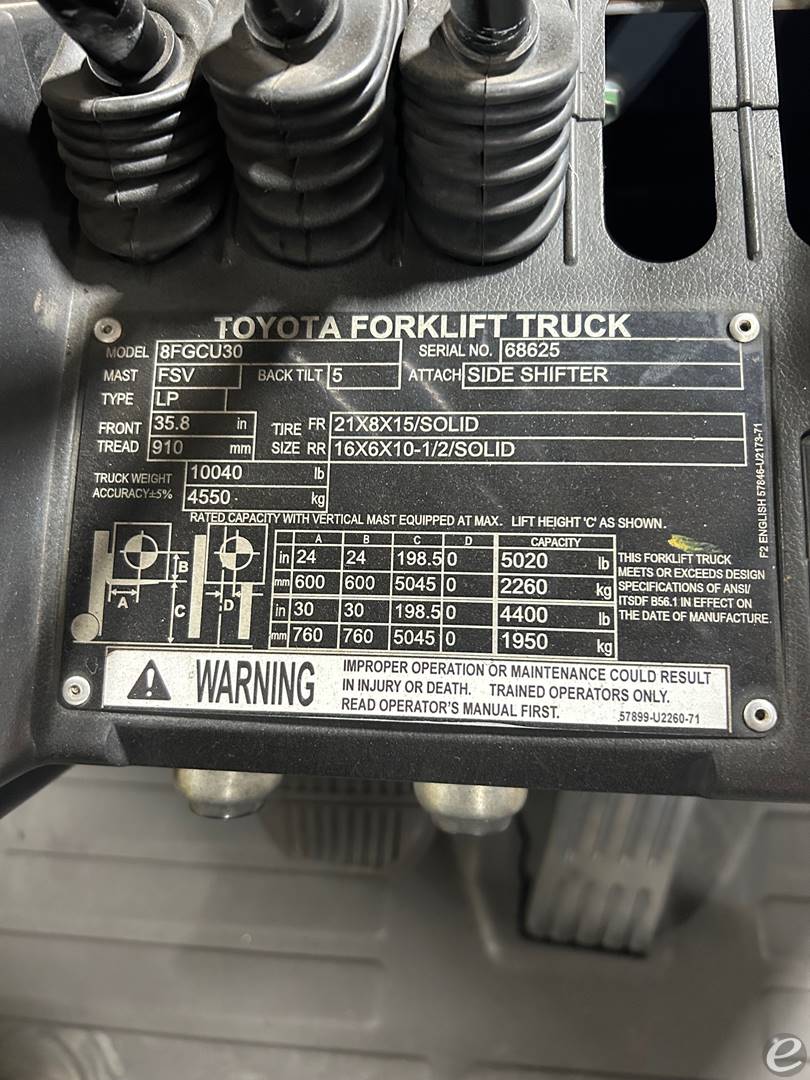 TOYOTA FORKLIFT TRUCK
MODEL 8FGCU30 SERIAL NO. 68625
MAST FSV BACK TILT 5 ATTACH SIDE SHIFTER
TYPE LP
FRONT TREAD 35.8 in 910 mm
TIRE SIZE FR 21X8X15/SOLID
RR 16X6X10-1/2/SOLID
TRUCK WEIGHT 10040 lb
ACCURACY±5% 4550 kg
RATED CAPACITY WITH VERTICAL MAST EQUIPPED AT MAX. LIFT HEIGHT 'C' AS SHOWN.
A B C D
A B C D CAPACITY
in 24 24 198.5 0 5020 lb
mm 600 600 5045 0 2260 kg
in 30 30 198.5 0 4400 lb
mm 760 760 5045 0 1950 kg
THIS FORKLIFT TRUCK
MEETS OR EXCEEDS DESIGN
SPECIFICATIONS OF ANSI/
ITSDF B56.1 IN EFFECT ON
THE DATE OF MANUFACTURE.
F2 ENGLISH 57846-U2173-71
WARNING
IMPROPER OPERATION OR MAINTENANCE COULD RESULT
IN INJURY OR DEATH. TRAINED OPERATORS ONLY.
READ OPERATOR'S MANUAL FIRST.
57899-U2260-71
e